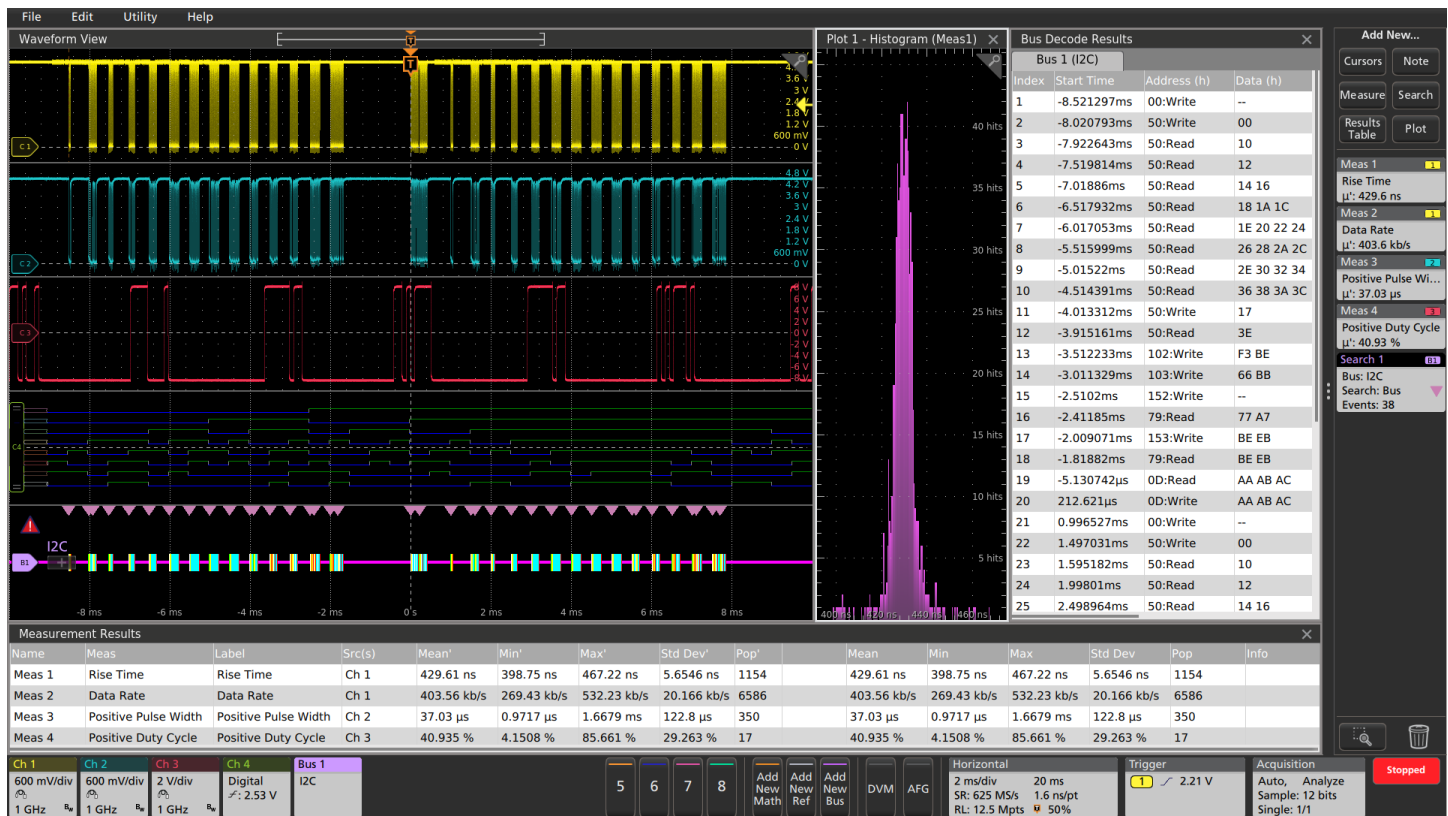 File Edit Utility Help
Waveform View
T
T
3.6 V
3 V
1.8 V
1.2 V
600 mV
0 V
C1
4.8 V
4.2 V
3.6 V
3 V
2.4 V
1.8 V
1.2 V
600 mV
0 V
C2
6 V
4 V
2 V
0 V
-2 V
-4 V
-6 V
-8 V
C3
C4
!
I2C
B1 +
-8 ms -6 ms -4 ms -2 ms 0 s 2 ms 4 ms 6 ms 8 ms
Plot 1 - Histogram (Meas1)
40 hits
35 hits
30 hits
25 hits
20 hits
15 hits
10 hits
5 hits
400 ns 420 ns 440 ns 460 ns
Bus Decode Results
Bus 1 (I2C)
Index Start Time Address (h) Data (h)
1 -8.521297ms 00:Write --
2 -8.020793ms 50:Write 00
3 -7.922643ms 50:Read 10
4 -7.519814ms 50:Read 12
5 -7.01886ms 50:Read 14 16
6 -6.517932ms 50:Read 18 1A 1C
7 -6.017053ms 50:Read 1E 20 22 24
8 -5.515999ms 50:Read 26 28 2A 2C
9 -5.01522ms 50:Read 2E 30 32 34
10 -4.514391ms 50:Read 36 38 3A 3C
11 -4.013312ms 50:Write 17
12 -3.915161ms 50:Read 3E
13 -3.512233ms 102:Write F3 BE
14 -3.011329ms 103:Write 66 BB
15 -2.5102ms 152:Write --
16 -2.41185ms 79:Read 77 A7
17 -2.009071ms 153:Write BE EB
18 -1.81882ms 79:Read BE EB
19 -5.130742µs 0D:Read AA AB AC
20 212.621µs 0D:Write AA AB AC
21 0.996527ms 00:Write --
22 1.497031ms 50:Write 00
23 1.595182ms 50:Read 10
24 1.99801ms 50:Read 12
25 2.498964ms 50:Read 14 16
Add New...
Cursors Note
Measure Search
Results Table Plot
Meas 1 1
Rise Time
µ': 429.6 ns
Meas 2 1
Data Rate
µ': 403.6 kb/s
Meas 3 2
Positive Pulse Wi...
µ': 37.03 µs
Meas 4 3
Positive Duty Cycle
µ': 40.93 %
Search 1 B1
Bus: I2C
Search: Bus
Events: 38
Measurement Results
Name Meas Label Src(s) Mean' Min' Max' Std Dev' Pop' Mean Min Max Std Dev Pop Info
Meas 1 Rise Time Rise Time Ch 1 429.61 ns 398.75 ns 467.22 ns 5.6546 ns 1154 429.61 ns 398.75 ns 467.22 ns 5.6546 ns 1154
Meas 2 Data Rate Data Rate Ch 1 403.56 kb/s 269.43 kb/s 532.23 kb/s 20.166 kb/s 6586 403.56 kb/s 269.43 kb/s 532.23 kb/s 20.166 kb/s 6586
Meas 3 Positive Pulse Width Positive Pulse Width Ch 2 37.03 µs 0.9717 µs 1.6679 ms 122.8 µs 350 37.03 µs 0.9717 µs 1.6679 ms 122.8 µs 350
Meas 4 Positive Duty Cycle Positive Duty Cycle Ch 3 40.935 % 4.1508 % 85.661 % 29.263 % 17 40.935 % 4.1508 % 85.661 % 29.263 % 17
Ch 1
600 mV/div
1 GHz Bw
Ch 2
600 mV/div
1 GHz Bw
Ch 3
2 V/div
1 GHz Bw
Ch 4
Digital
: 2.53 V
Bus 1
I2C
5 6 7 8
Add New Math
Add New Ref
Add New Bus
DVM AFG
Horizontal
2 ms/div 20 ms
SR: 625 MS/s 1.6 ns/pt
RL: 12.5 Mpts 50%
Trigger
1 2.21 V
Acquisition
Auto, Analyze
Sample: 12 bits
Single: 1/1
Stopped